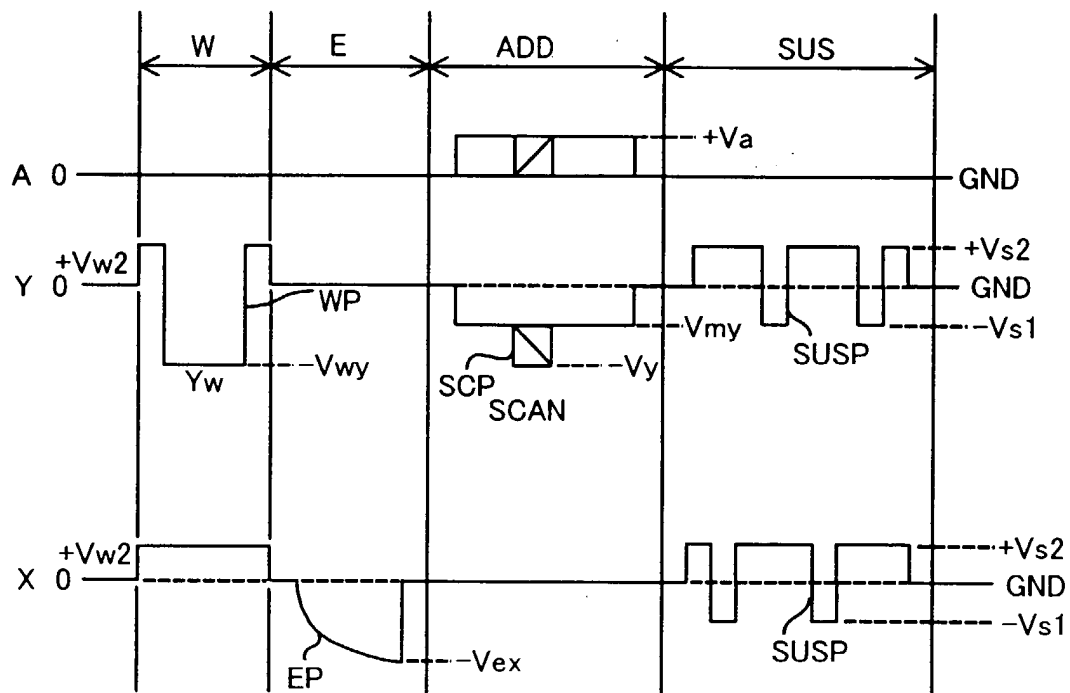 W E ADD SUS
+Va
A 0 GND
+Vw2 +Vs2
Y 0 GND
WP
-Vmy -Vs1
SUSP
-Vwy -Vy
Yw SCP
SCAN
+Vw2 +Vs2
X 0 GND
-Vs1
SUSP
EP -Vex